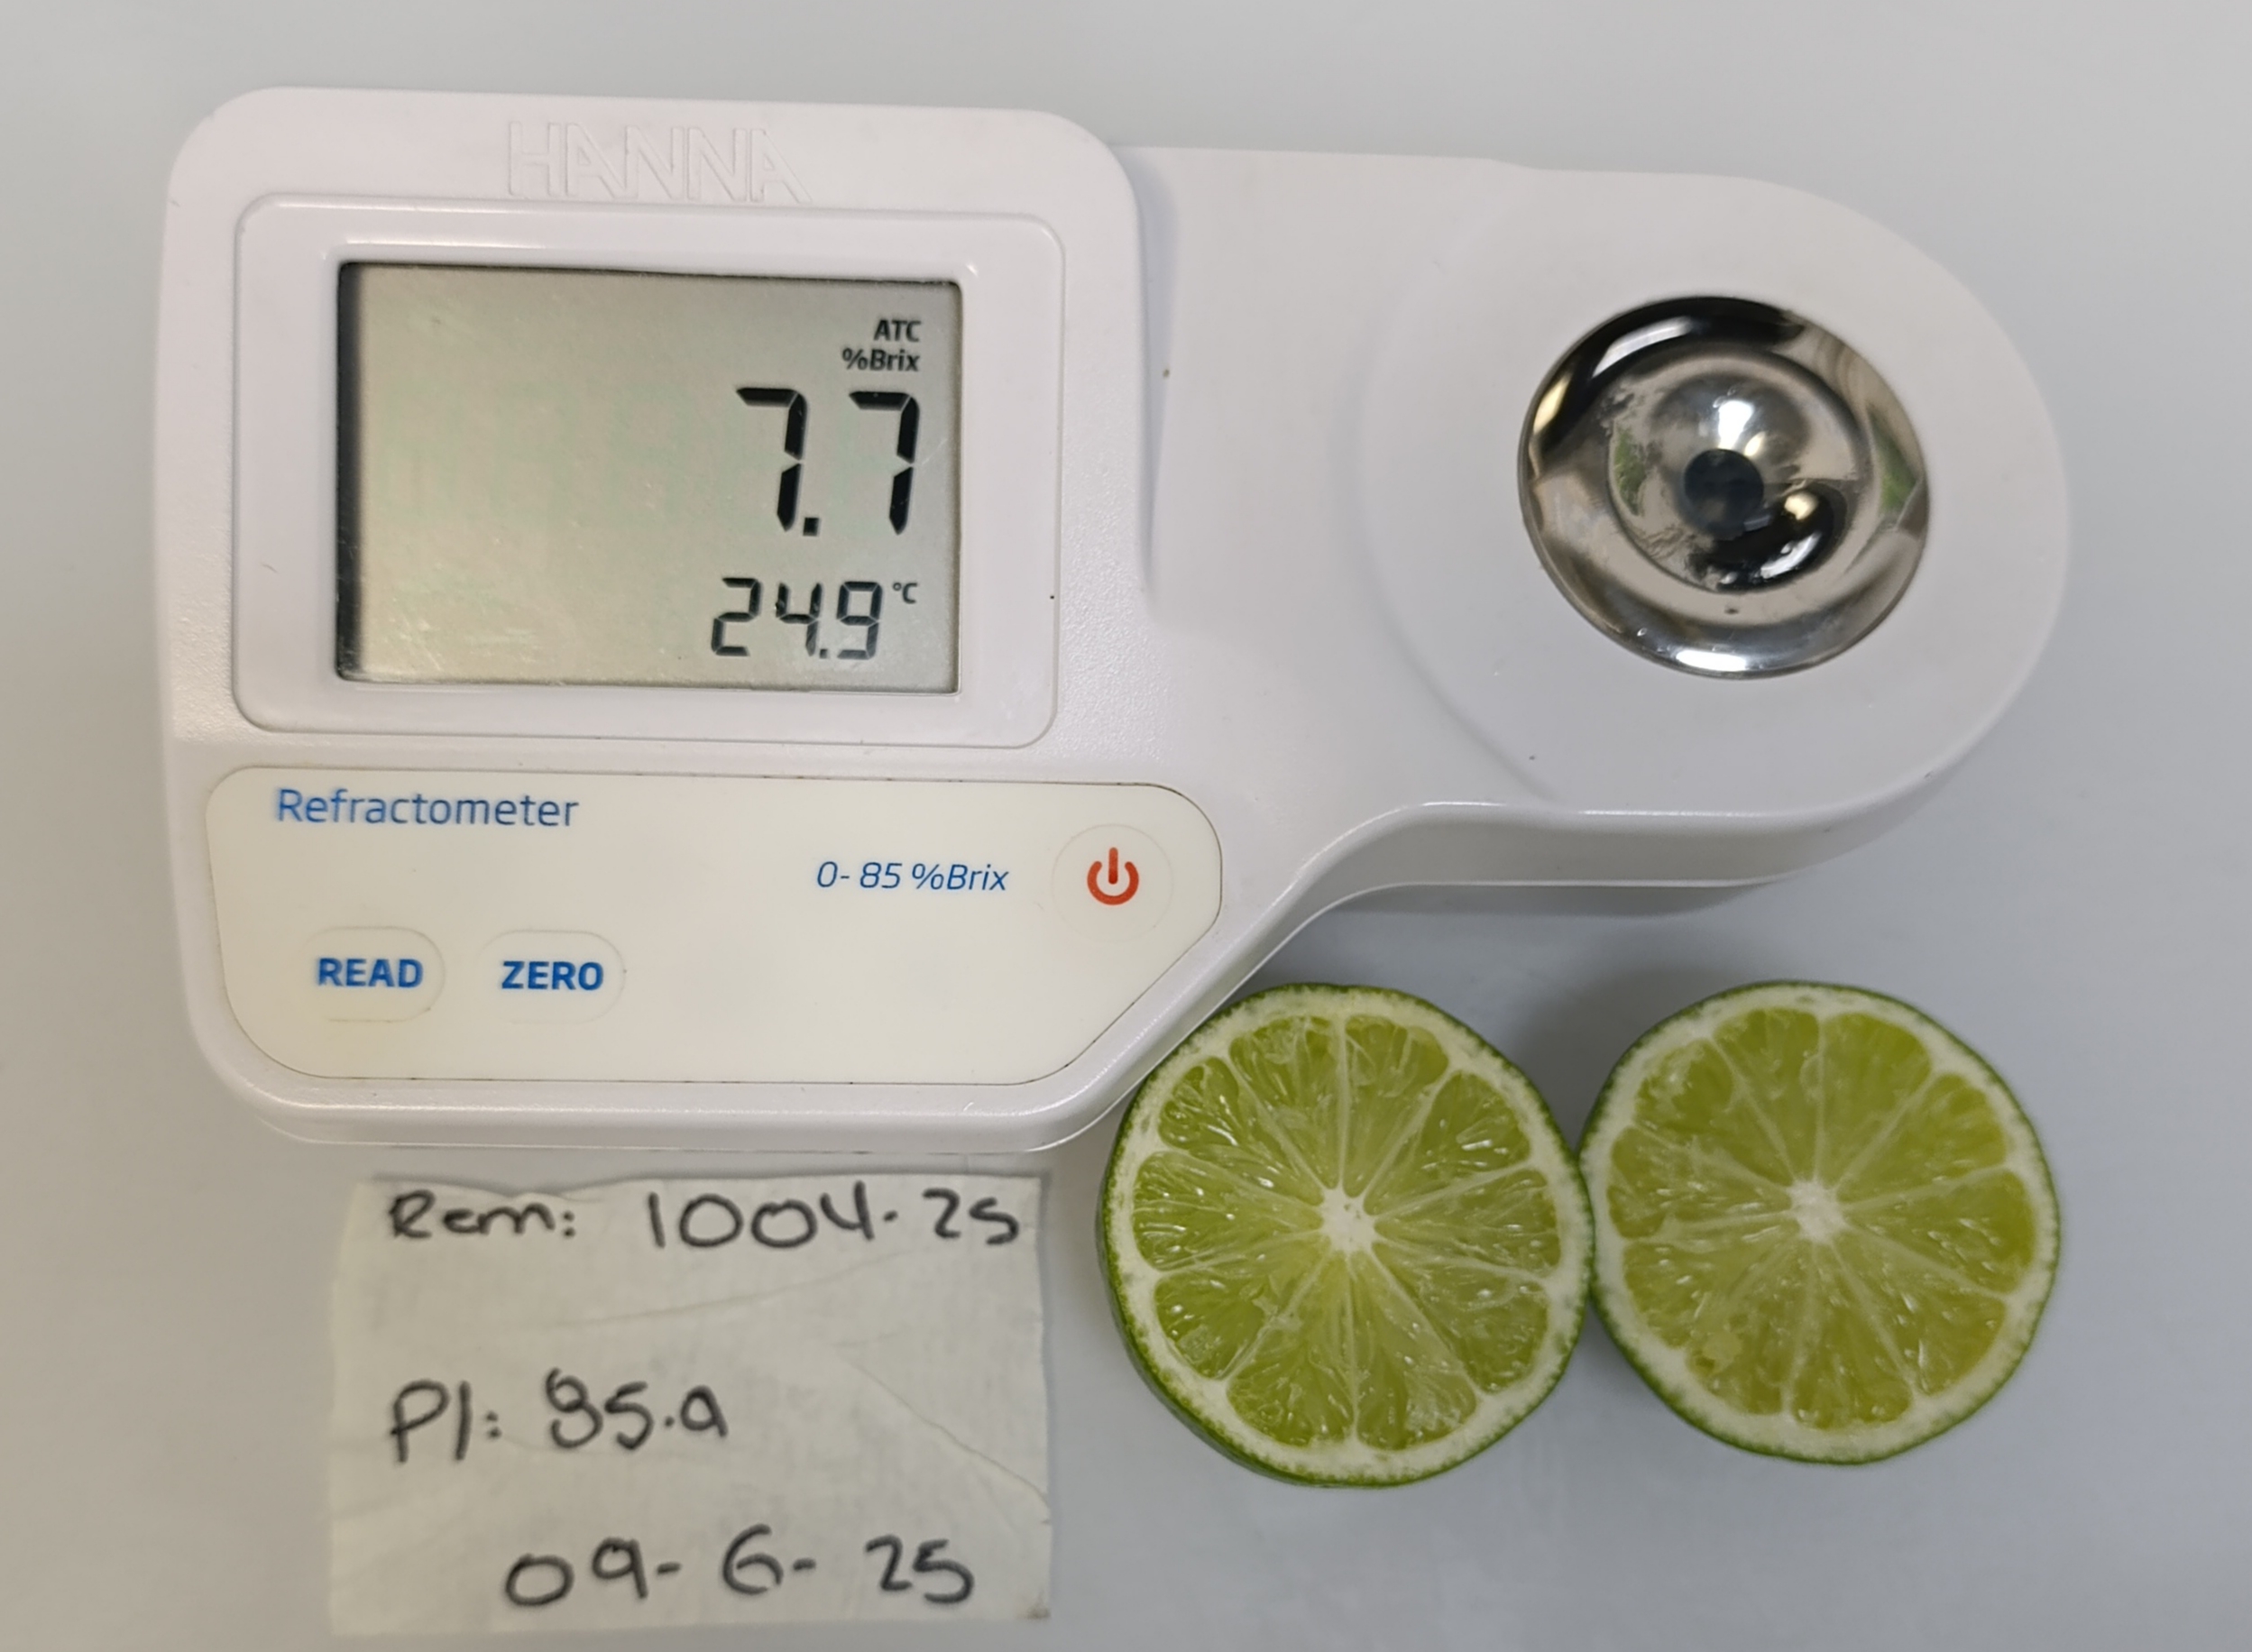 HANNA
ATC
%Brix
7.7
24.9 °C
Refractometer
0-85 %Brix
READ
ZERO
Rem: 1004-25
Pl: 85.9
09-6-25